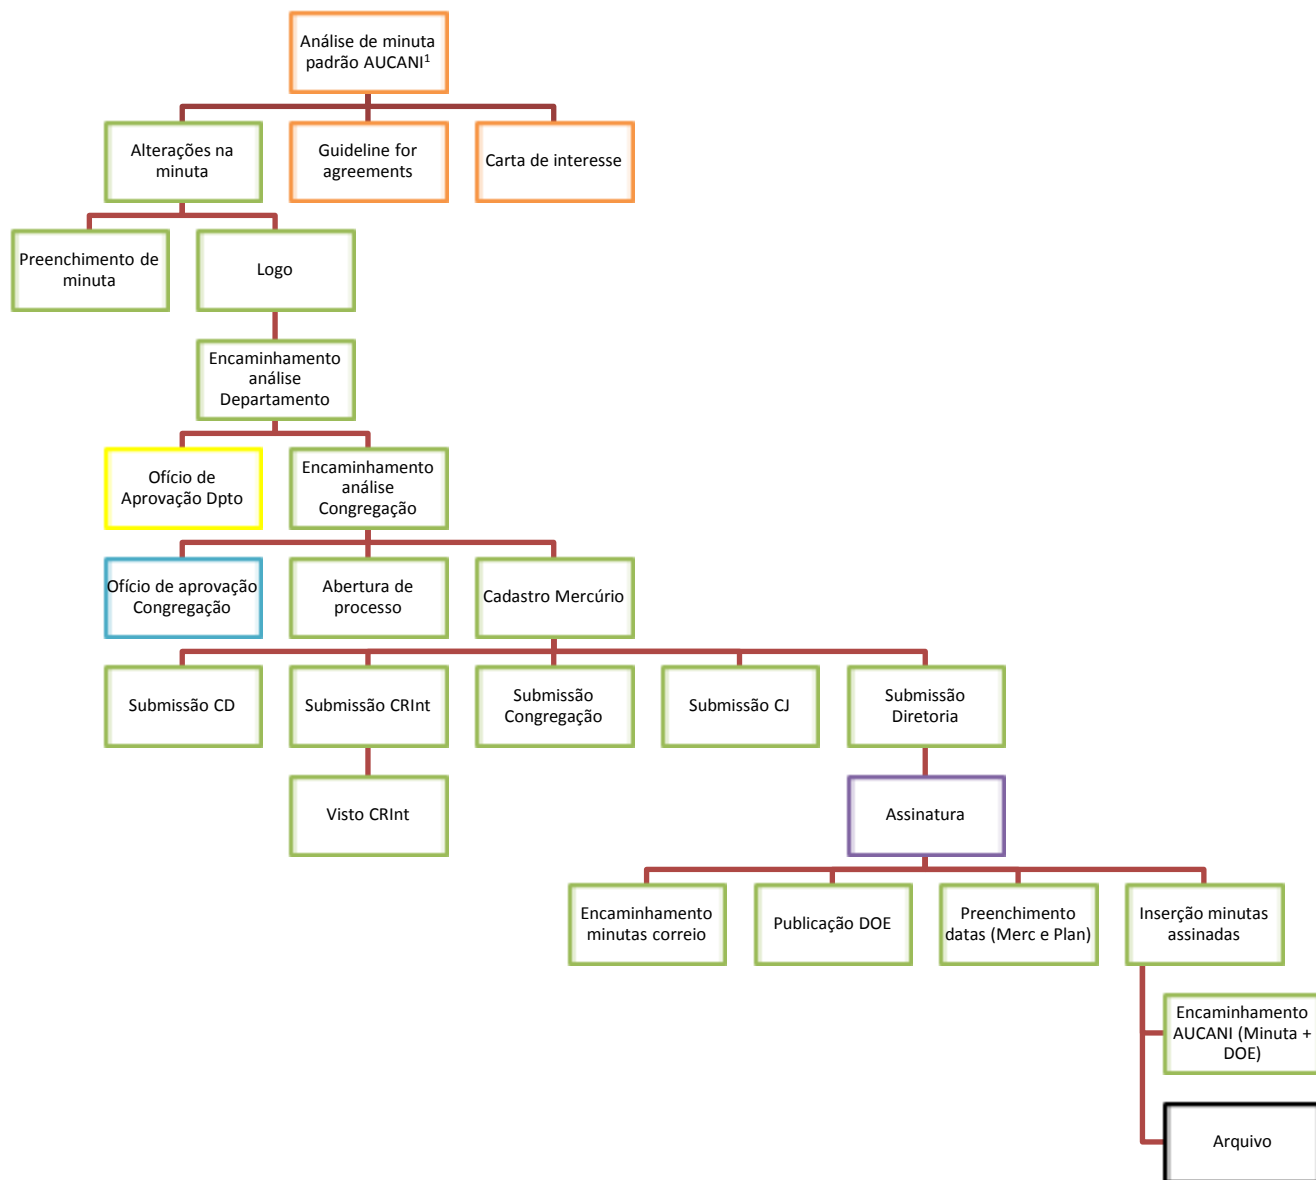 Análise de minuta
padrão AUCANI¹
Alterações na
minuta
Guideline for
agreements
Carta de interesse
Preenchimento de
minuta
Logo
Encaminhamento
análise
Departamento
Ofício de
Aprovação Dpto
Encaminhamento
análise
Congregação
Ofício de aprovação
Congregação
Abertura de
processo
Cadastro Mercúrio
Submissão CD
Submissão CRInt
Submissão
Congregação
Submissão CJ
Submissão
Diretoria
Visto CRInt
Assinatura
Encaminhamento
minutas correio
Publicação DOE
Preenchimento
datas (Merc e Plan)
Inserção minutas
assinadas
Encaminhamento
AUCANI (Minuta +
DOE)
Arquivo